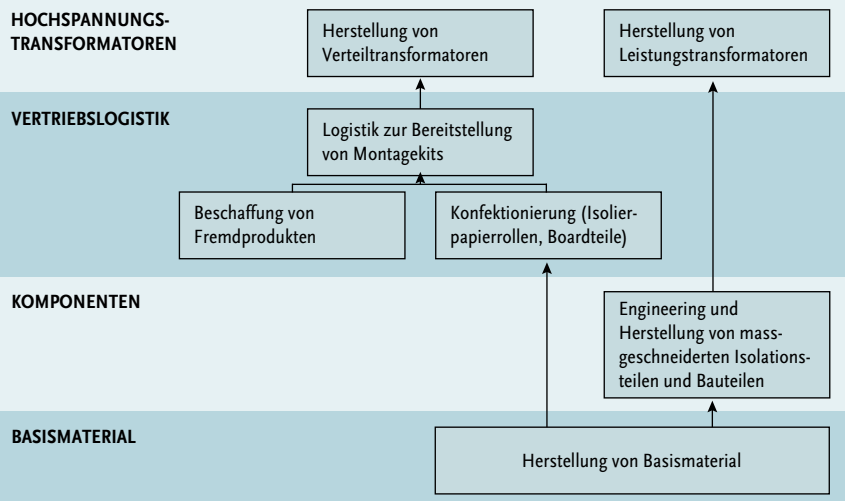 HOCHSPANNUNGS-
TRANSFORMATOREN
Herstellung von
Verteiltransformatoren
Herstellung von
Leistungstransformatoren
VERTRIEBSLOGISTIK
Logistik zur Bereitstellung
von Montagekits
Beschaffung von
Fremdprodukten
Konfektionierung (Isolier-
papierrollen, Boardteile)
KOMPONENTEN
Engineering und
Herstellung von mass-
geschneiderten Isolations-
teilen und Bauteilen
BASISMATERIAL
Herstellung von Basismaterial